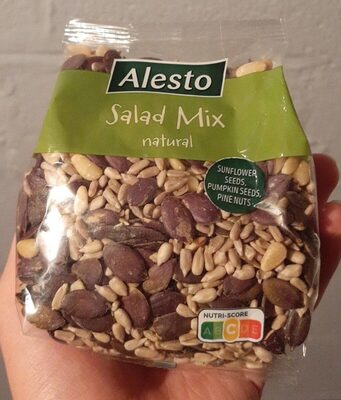 Alesto
Salad Mix
natural
SUNFLOWER
SEEDS,
PUMPKIN SEEDS,
PINE NUTS
NUTRI-SCORE
A B C D E